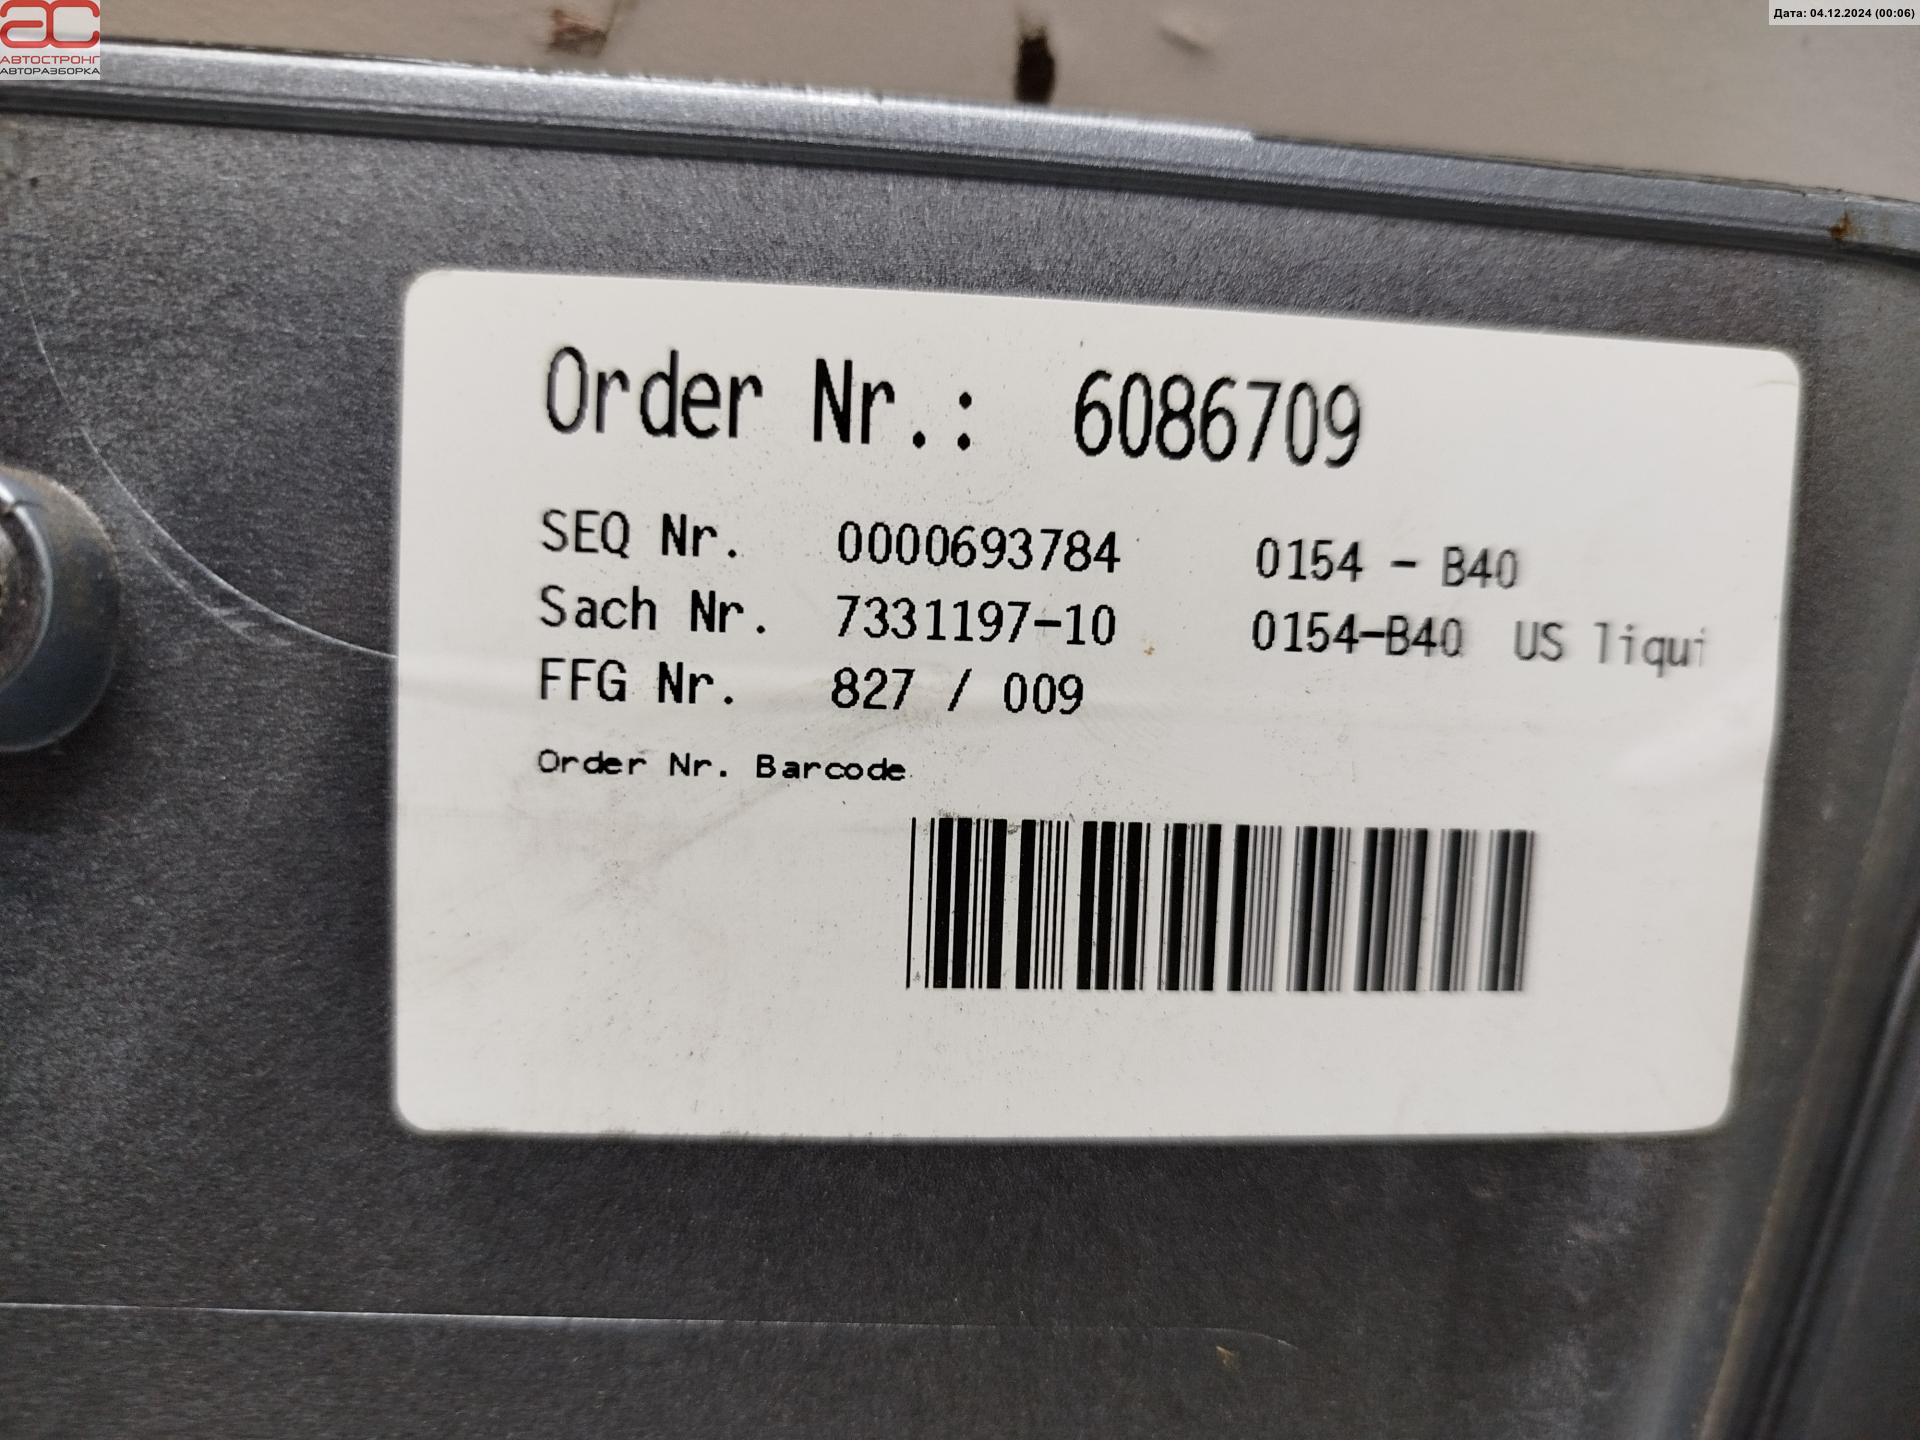 Дата: 04.12.2024 (00:06)
АС
АВТОСТРОНГ
АВТОРАЗБОРКА
Order Nr.: 6086709
SEQ Nr. 0000693784 0154 - B40
Sach Nr. 7331197-10 0154-B40 US liqui
FFG Nr. 827 / 009
Order Nr. Barcode